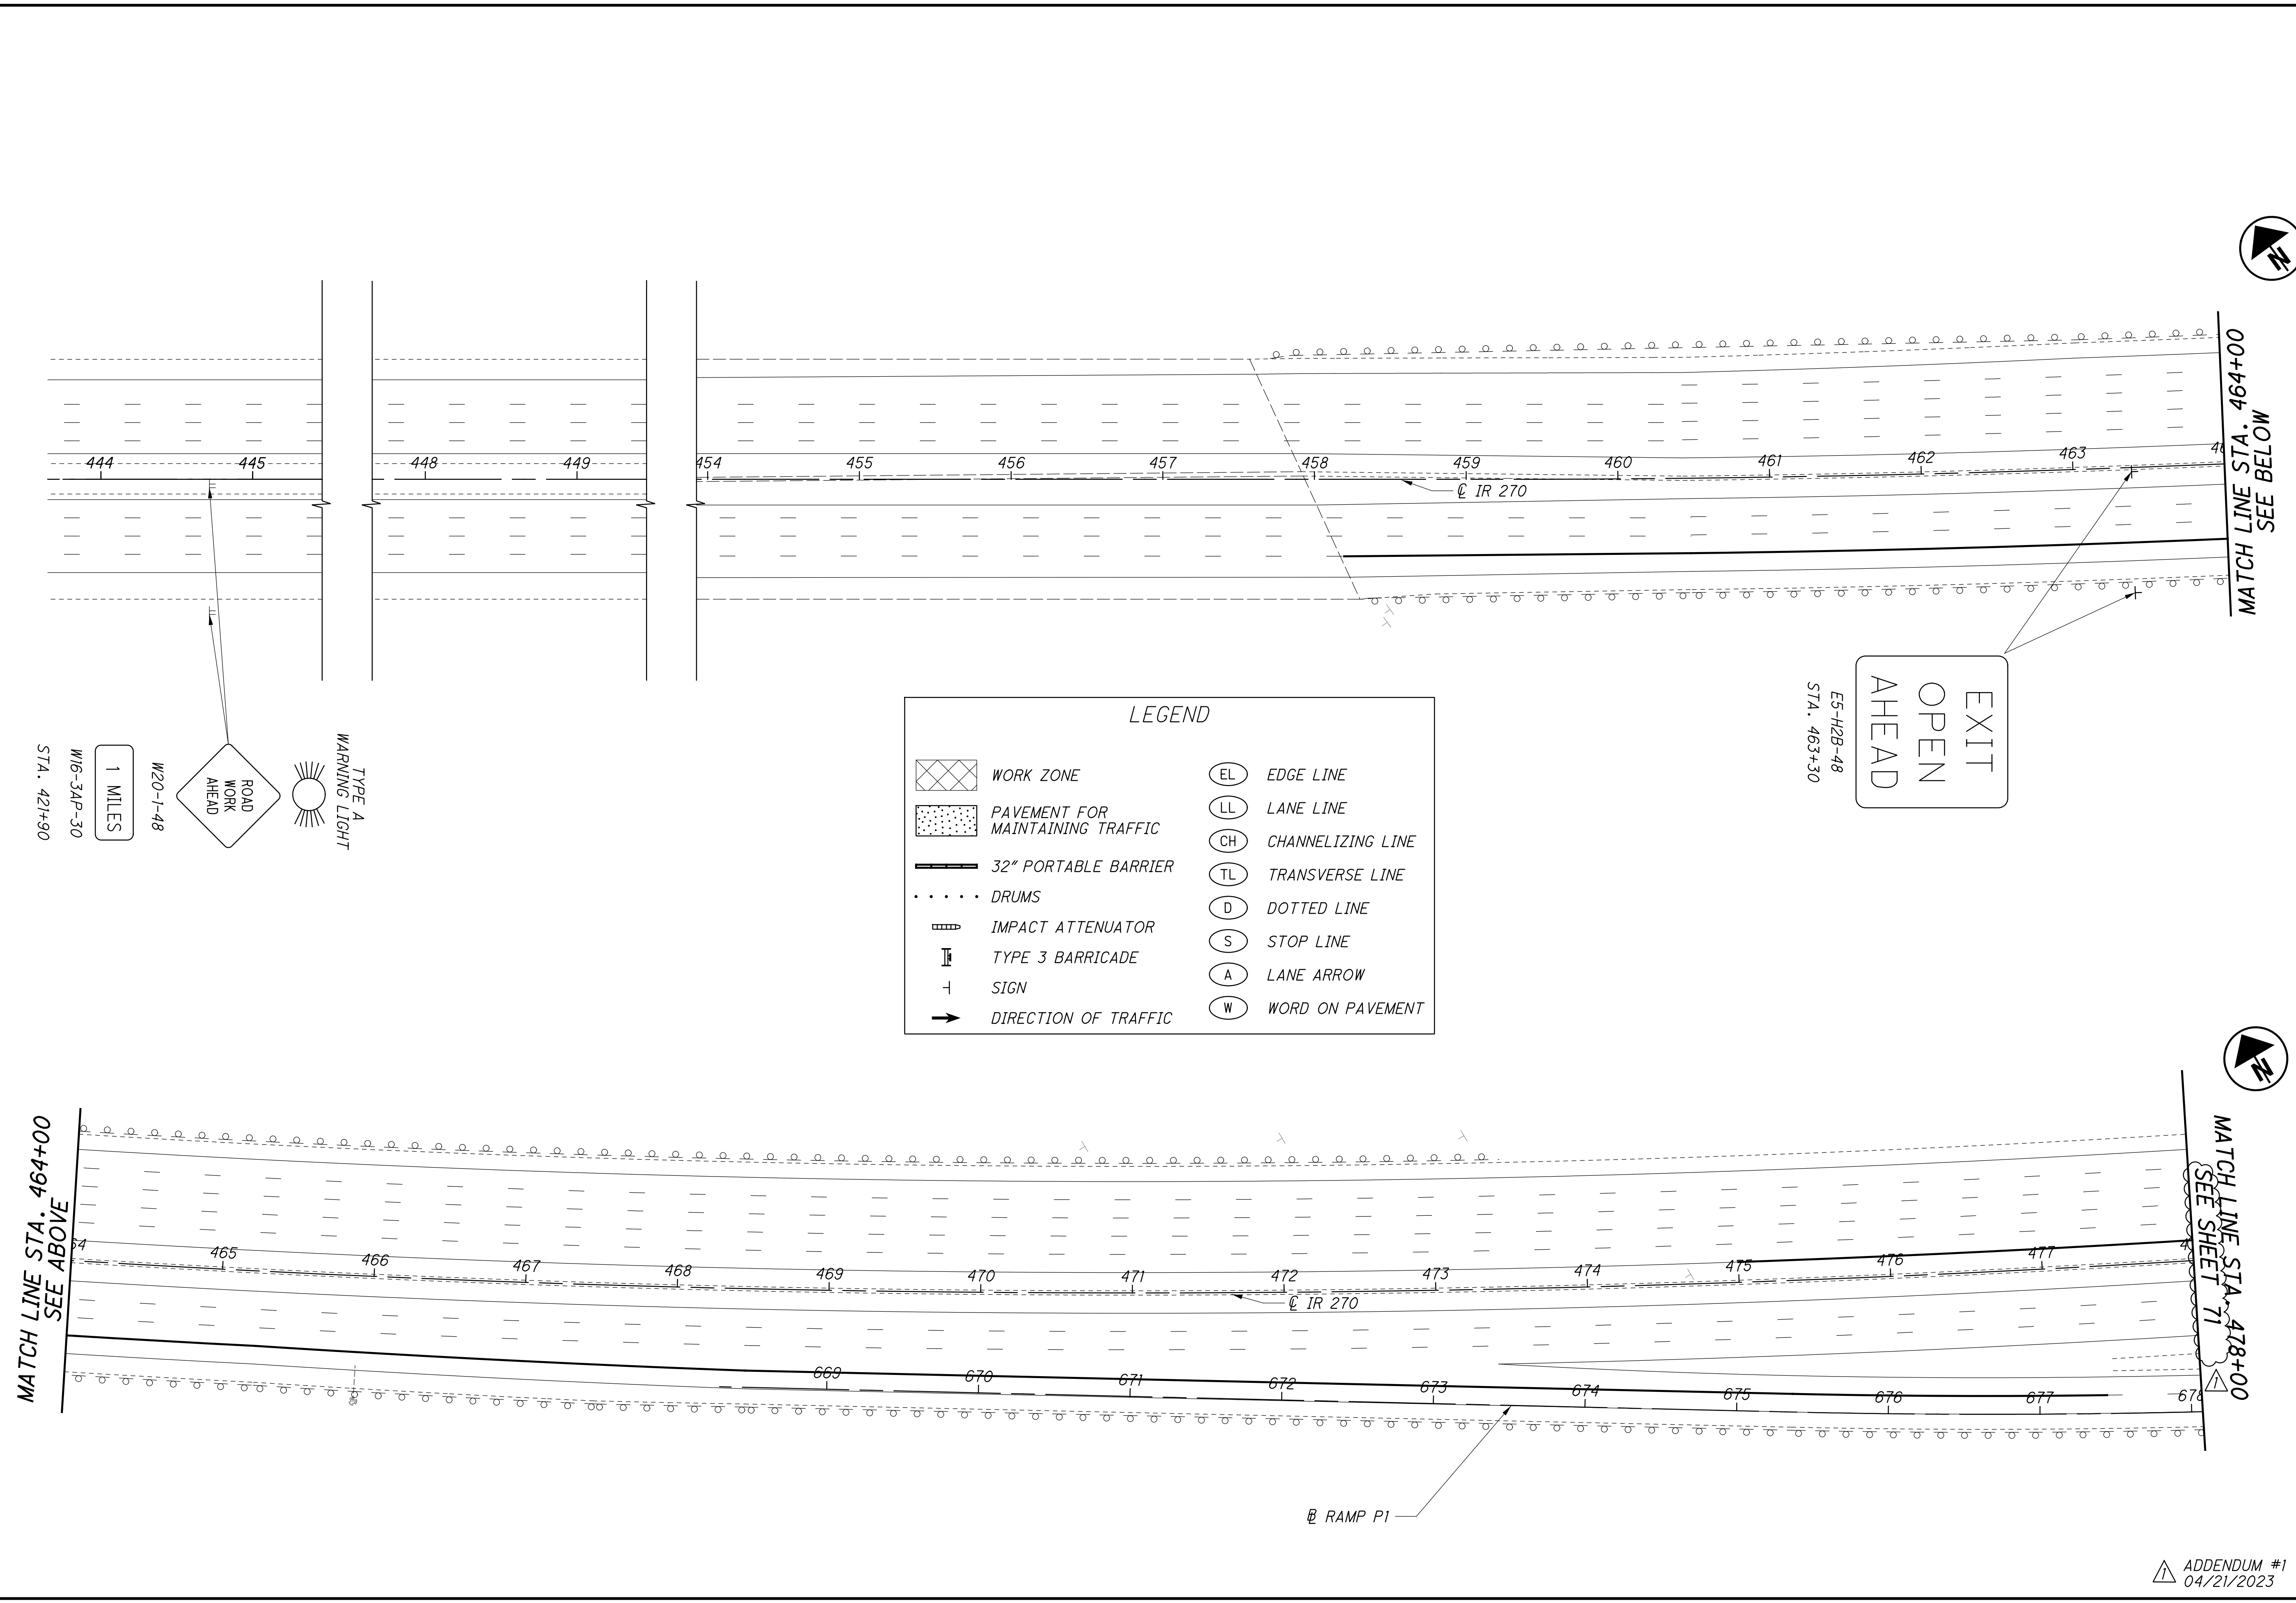 N
444
445
448
449
454
455
456
457
458
459
460
461
462
463
℄ IR 270
MATCH LINE STA. 464+00
SEE BELOW
EXIT
OPEN
AHEAD
E5-H2B-48
STA. 463+30
TYPE A
WARNING LIGHT
ROAD
WORK
AHEAD
W20-1-48
1 MILES
W16-3AP-30
STA. 421+90
LEGEND
WORK ZONE
PAVEMENT FOR
MAINTAINING TRAFFIC
32" PORTABLE BARRIER
DRUMS
IMPACT ATTENUATOR
TYPE 3 BARRICADE
SIGN
DIRECTION OF TRAFFIC
EL EDGE LINE
LL LANE LINE
CH CHANNELIZING LINE
TL TRANSVERSE LINE
D DOTTED LINE
S STOP LINE
A LANE ARROW
W WORD ON PAVEMENT
N
MATCH LINE STA. 464+00
SEE ABOVE
465
466
467
468
469
470
471
472
473
474
475
476
477
℄ IR 270
669
670
671
672
673
674
675
676
677
678
MATCH LINE STA. 478+00
SEE SHEET 71
1
BL RAMP P1
1 ADDENDUM #1
04/21/2023